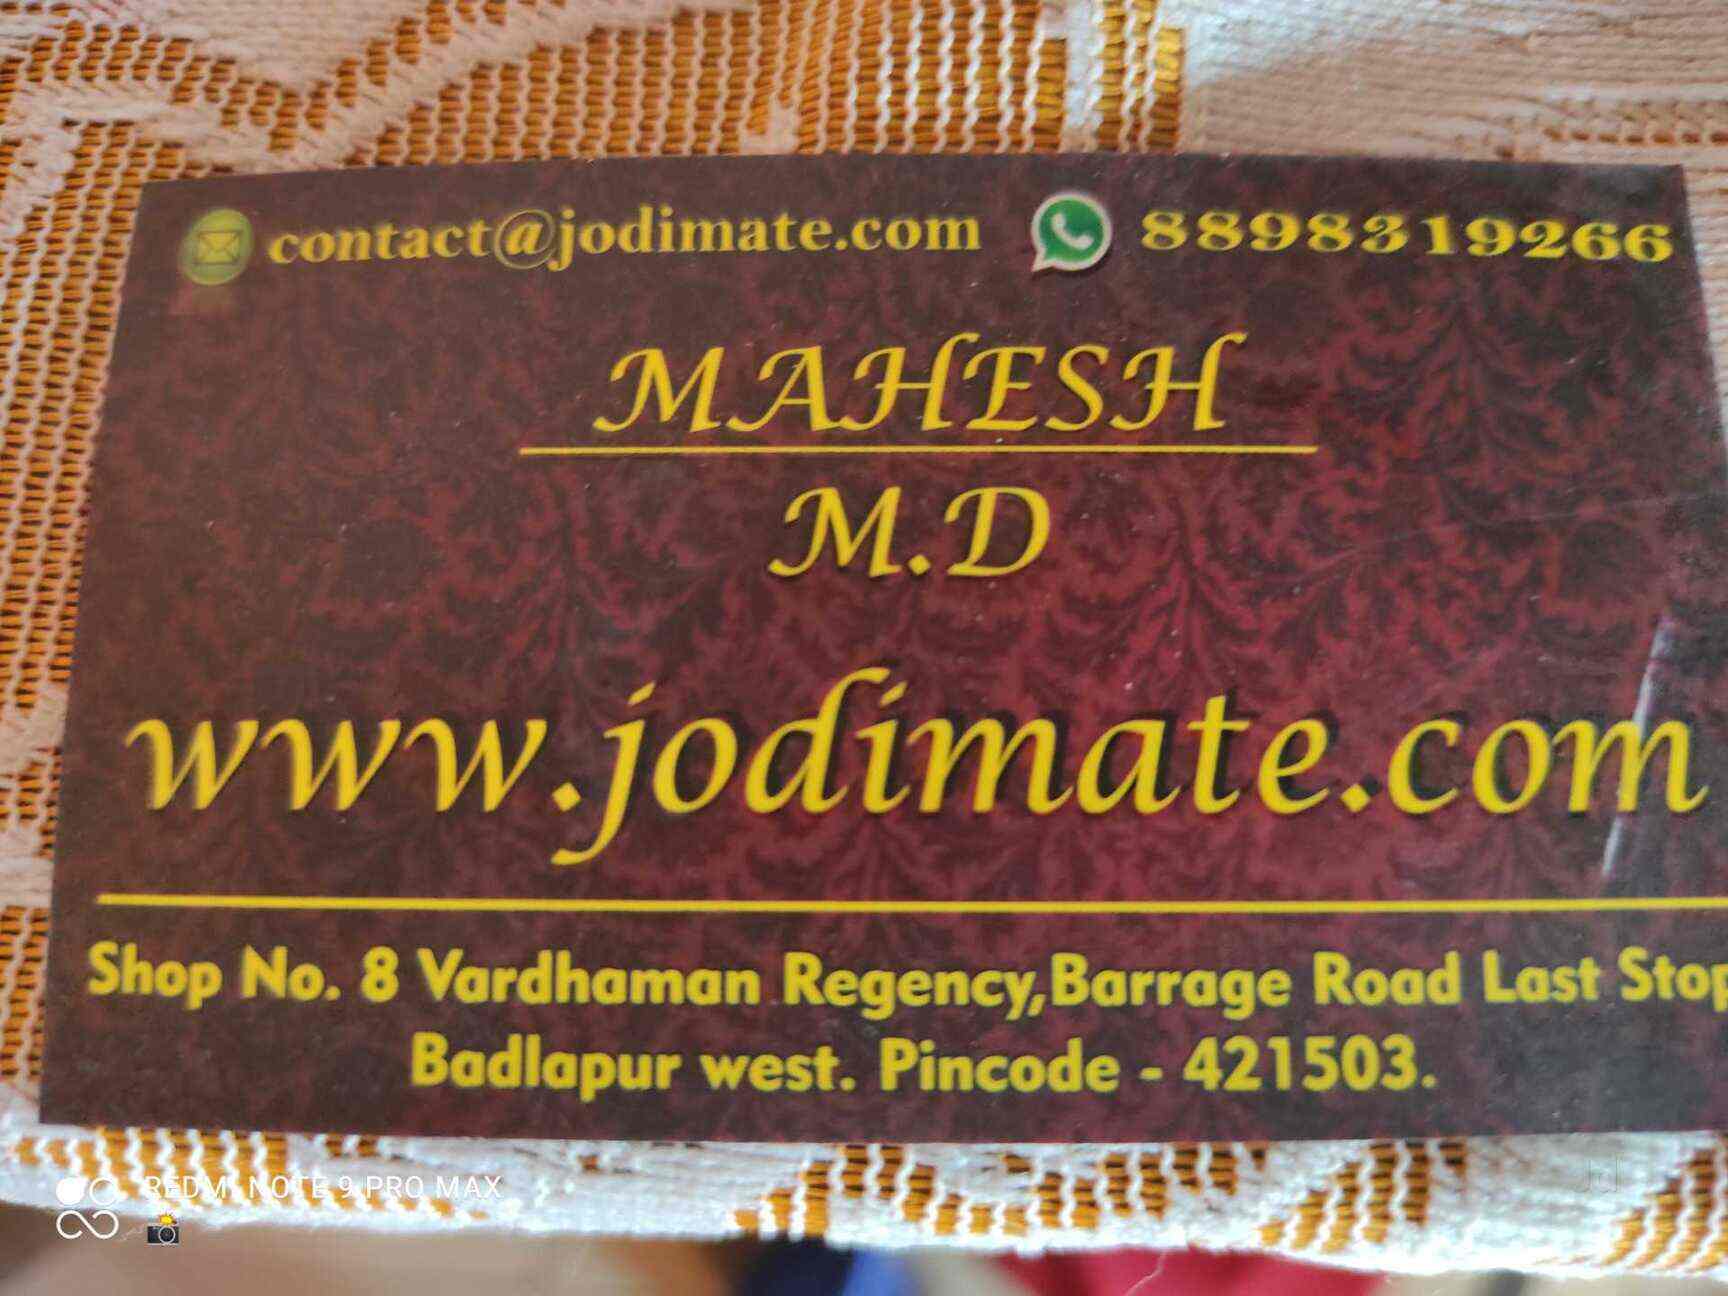 contact@jodimate.com 8898319266
MAHESH
M.D
www.jodimate.com
Shop No. 8 Vardhaman Regency,Barrage Road Last Stop
Badlapur west. Pincode - 421503.
REDMI NOTE 9 PRO MAX
Jd